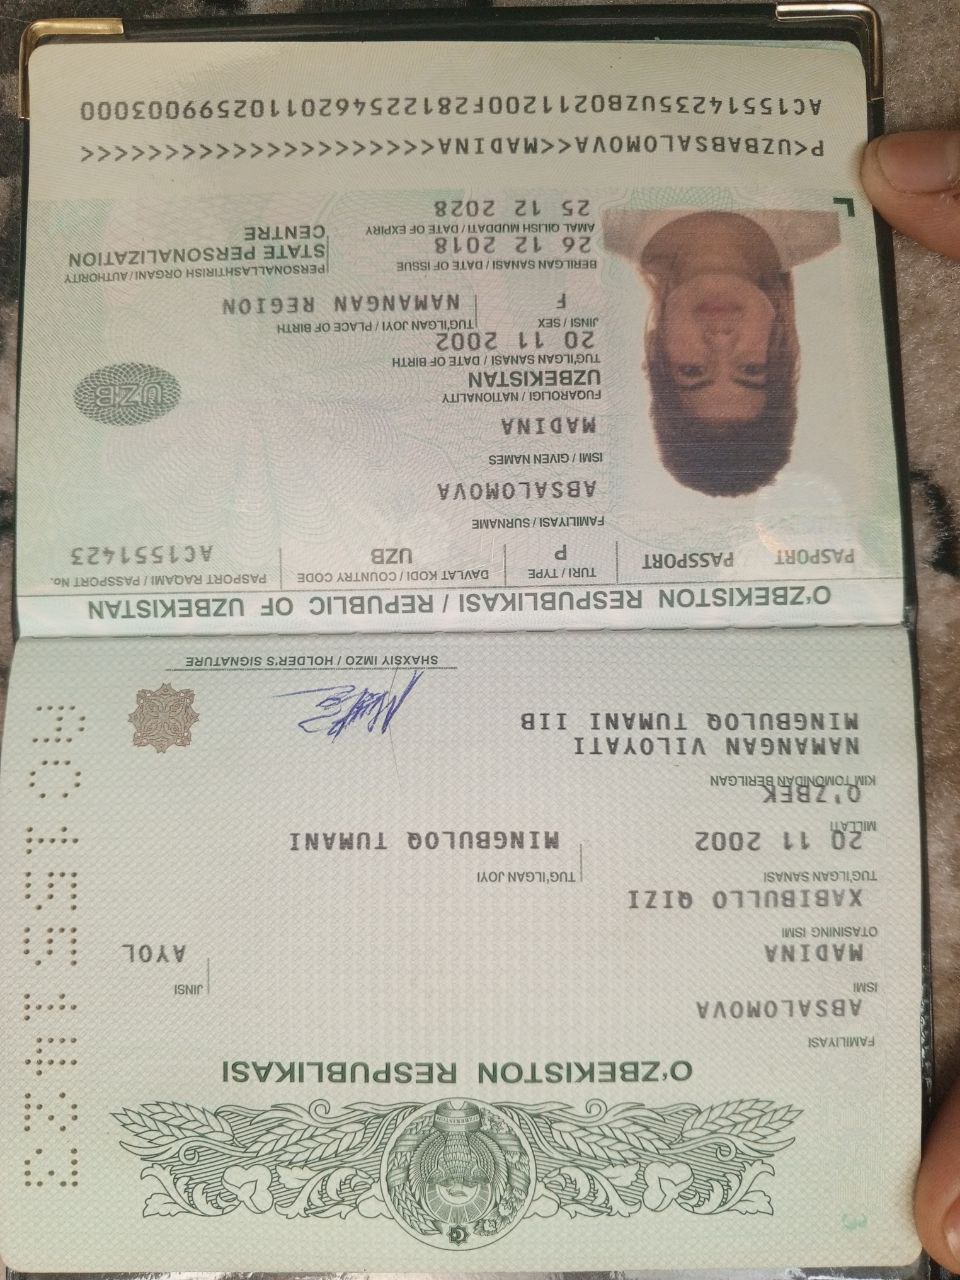 O'ZBEKISTON RESPUBLIKASI
FAMILIYASI
ABSALOMOVA
ISMI
MADINA
JINSI
AYOL
OTASINING ISMI
XABIBULLO QIZI
TUG'ILGAN SANASI
TUG'ILGAN JOYI
20 11 2002
MINGBULOQ TUMANI
MILLATI
O'ZBEK
KIM TOMONIDAN BERILGAN
NAMANGAN VILOYATI
MINGBULOQ TUMANI IIB
SHAXSIY IMZO / HOLDER'S SIGNATURE
O'ZBEKISTON RESPUBLIKASI / REPUBLIC OF UZBEKISTAN
PASPORT
PASSPORT
TURI / TYPE
P
DAVLAT KODI / COUNTRY CODE
UZB
PASPORT RAQAMI / PASSPORT No.
AC1551423
FAMILIYASI / SURNAME
ABSALOMOVA
ISMI / GIVEN NAMES
MADINA
FUQAROLIGI / NATIONALITY
UZBEKISTAN
UZB
TUG'ILGAN SANASI / DATE OF BIRTH
20 11 2002
JINSI / SEX
TUG'ILGAN JOYI / PLACE OF BIRTH
F
NAMANGAN REGION
BERILGAN SANASI / DATE OF ISSUE
26 12 2018
PERSONALLASHTIRISH ORGANI / AUTHORITY
STATE PERSONALIZATION
CENTRE
AMAL QILISH MUDDATI / DATE OF EXPIRY
25 12 2028
P<UZBABSALOMOVA<<MADINA<<<<<<<<<<<<<<<<<<<<<
AC15514235UZB0211200F28122546201102599003000